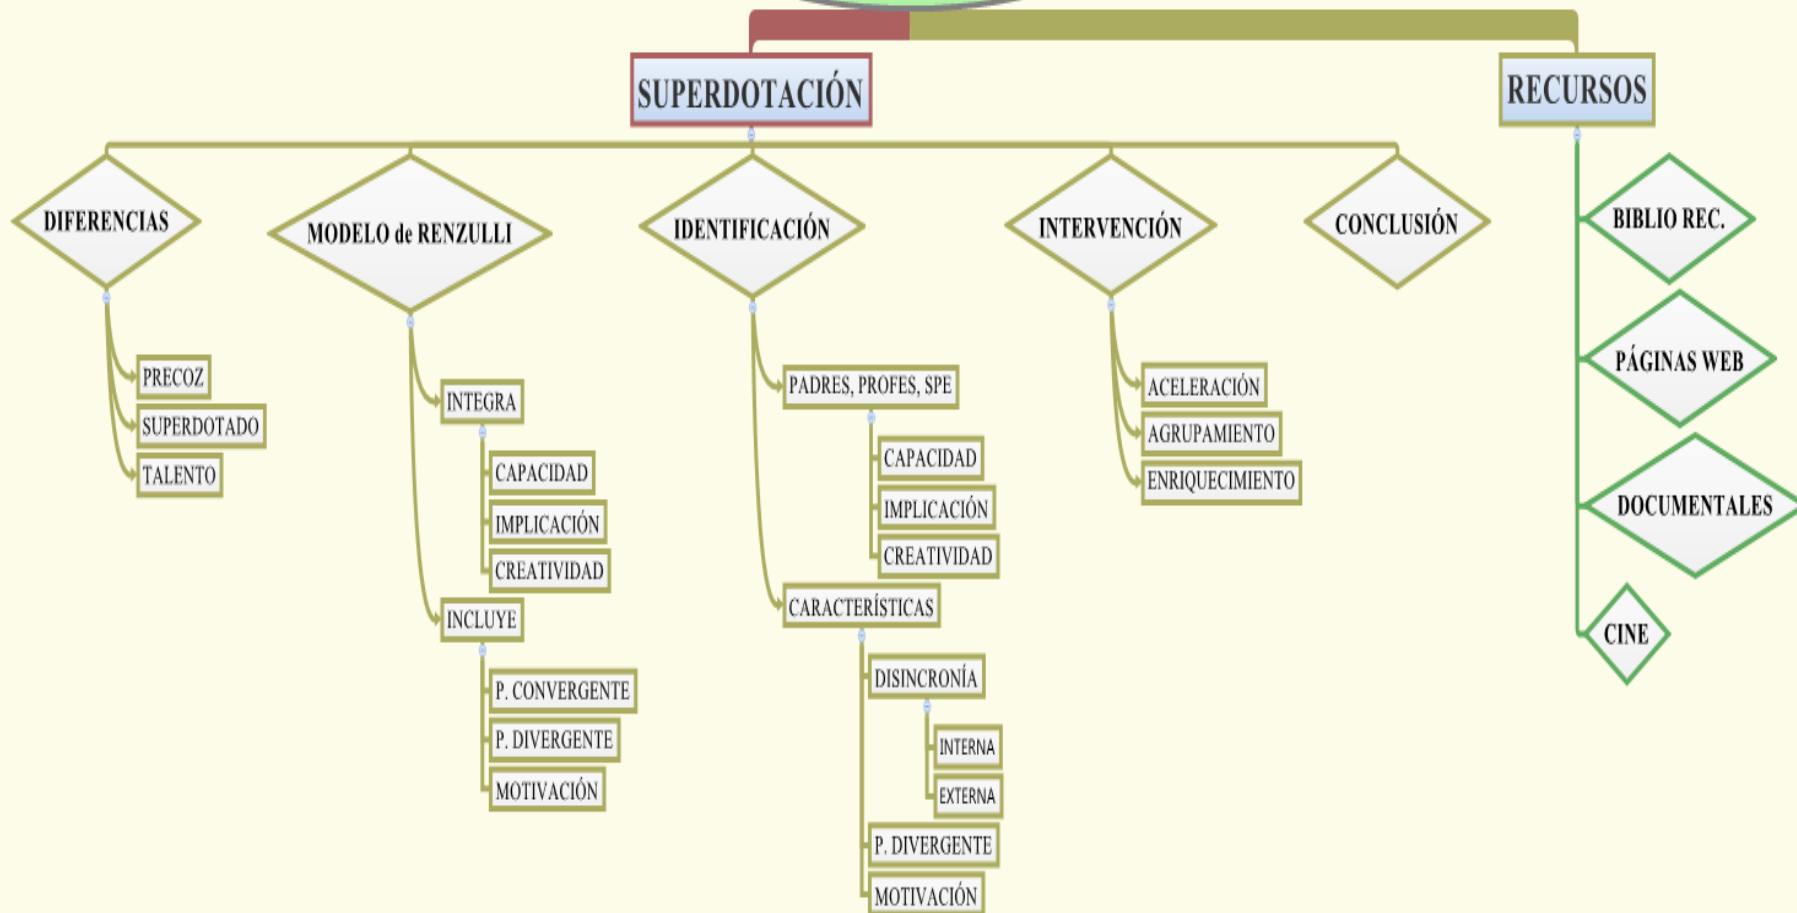 SUPERDOTACIÓN
RECURSOS
DIFERENCIAS
PRECOZ
SUPERDOTADO
TALENTO
MODELO de RENZULLI
INTEGRA
CAPACIDAD
IMPLICACIÓN
CREATIVIDAD
INCLUYE
P. CONVERGENTE
P. DIVERGENTE
MOTIVACIÓN
IDENTIFICACIÓN
PADRES, PROFES, SPE
CAPACIDAD
IMPLICACIÓN
CREATIVIDAD
CARACTERÍSTICAS
DISINCRONÍA
INTERNA
EXTERNA
P. DIVERGENTE
MOTIVACIÓN
INTERVENCIÓN
ACELERACIÓN
AGRUPAMIENTO
ENRIQUECIMIENTO
CONCLUSIÓN
BIBLIO REC.
PÁGINAS WEB
DOCUMENTALES
CINE